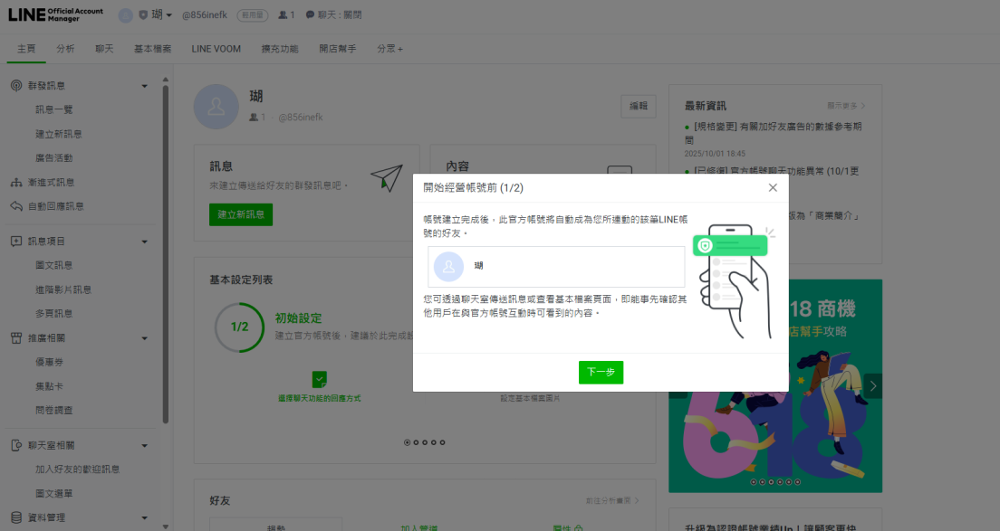 LINE Official Account Manager
瑚
@856inefk
輕用量
1
聊天：關閉
主頁
分析
聊天
基本檔案
LINE VOOM
擴充功能
開店幫手
分眾+
群發訊息
訊息一覽
建立新訊息
廣告活動
漸進式訊息
自動回應訊息
訊息項目
圖文訊息
進階影片訊息
多頁訊息
推廣相關
優惠券
集點卡
問卷調查
聊天室相關
加入好友的歡迎訊息
圖文選單
資料管理
瑚
1
@856inefk
編輯
訊息
來建立傳送給好友的群發訊息吧。
建立新訊息
內容
基本設定列表
1/2
初始設定
建立官方帳號後，建議於此完成
選擇聊天功能的回應方式
設定基本檔案圖片
好友
前往分析畫面
加入管道
屬性
最新資訊
顯示更多
[規格變更] 有關加好友廣告的數據參考期
間
2025/10/01 18:45
[已修復] 官方帳號聊天功能異常 (10/1更
版為「商業簡介」
18 商機
店幫手攻略
升級為認證帳號業績Up！讓顧客更快
開始經營帳號前 (1/2)
帳號建立完成後，此官方帳號將自動成為您所連動的該筆LINE帳
號的好友。
瑚
您可透過聊天室傳送訊息或查看基本檔案頁面，即能事先確認其
他用戶在與官方帳號互動時可看到的內容。
下一步